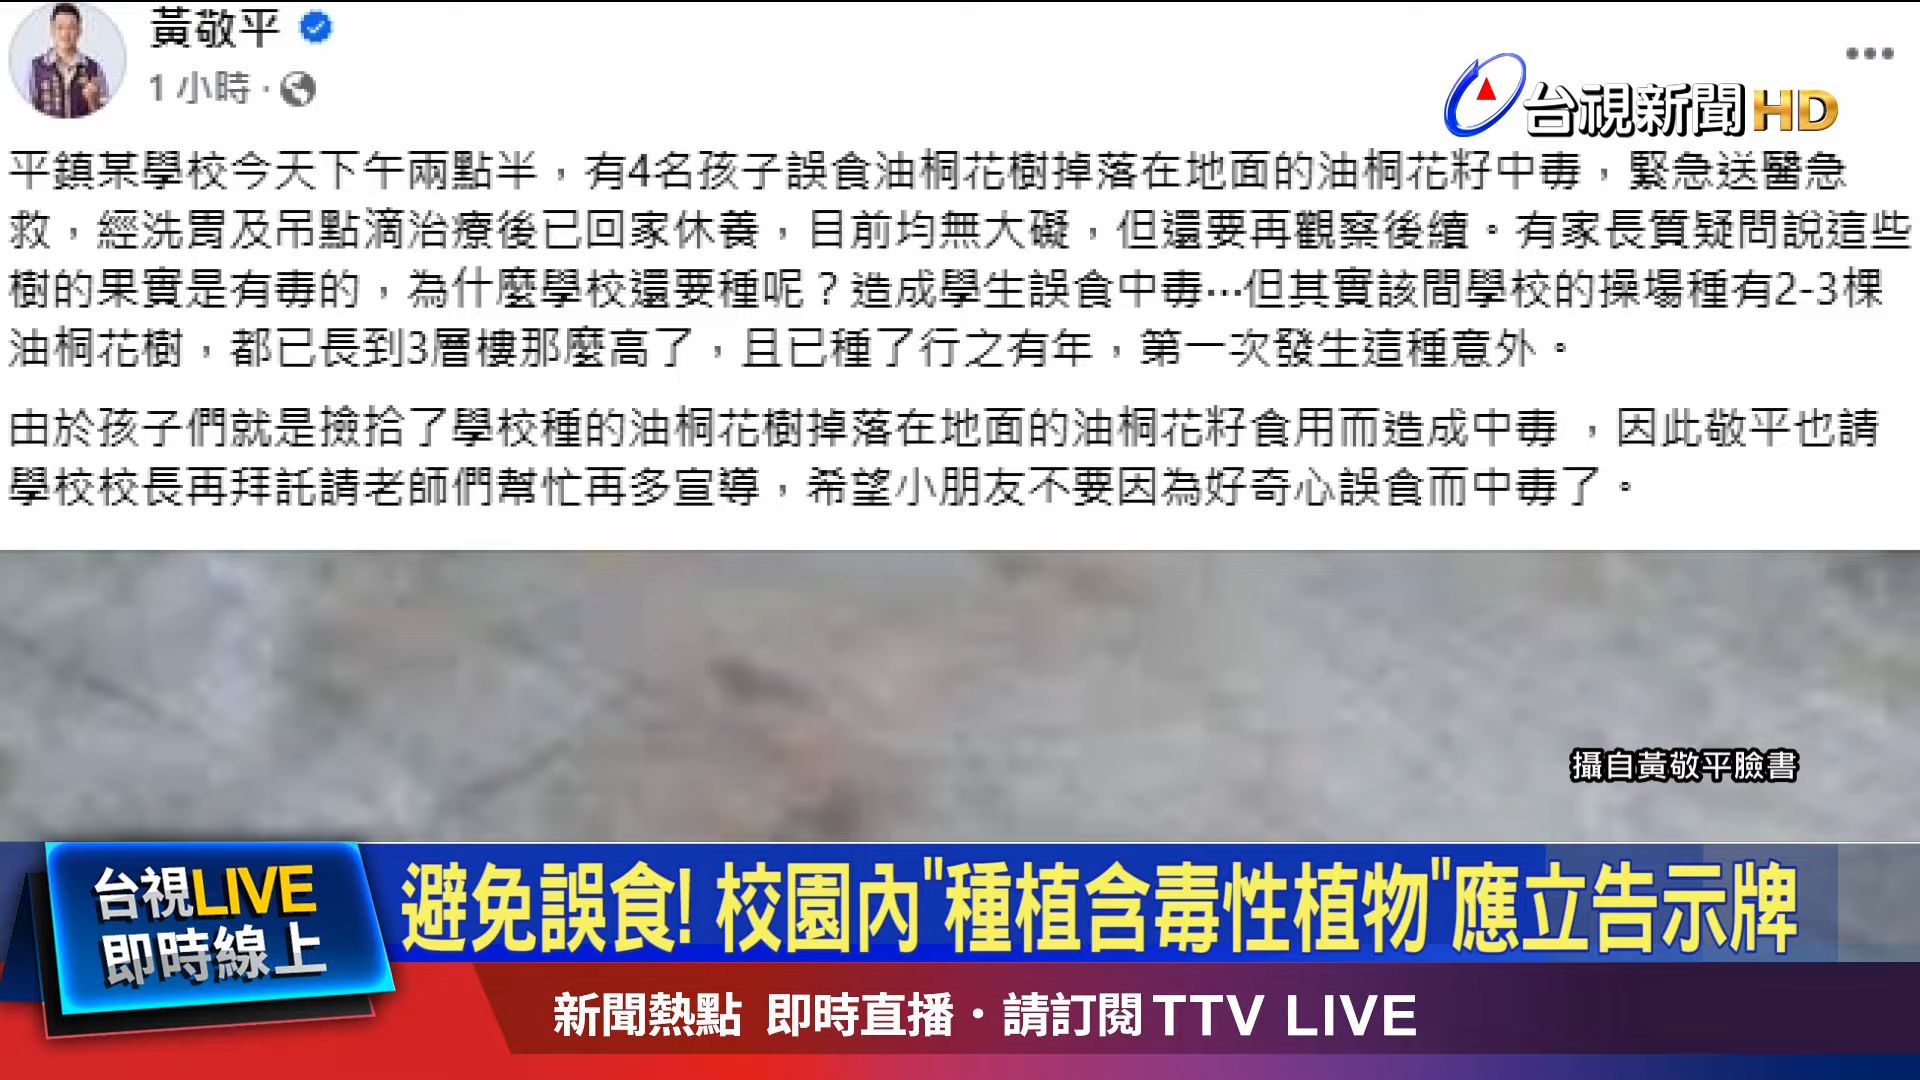 黃敬平
1 小時 ·
台視新聞HD
平鎮某學校今天下午兩點半，有4名孩子誤食油桐花樹掉落在地面的油桐花籽中毒，緊急送醫急
救，經洗胃及吊點滴治療後已回家休養，目前均無大礙，但還要再觀察後續。有家長質疑問說這些
樹的果實是有毒的，為什麼學校還要種呢？造成學生誤食中毒…但其實該間學校的操場種有2-3棵
油桐花樹，都已長到3層樓那麼高了，且已種了行之有年，第一次發生這種意外。
由於孩子們就是撿拾了學校種的油桐花樹掉落在地面的油桐花籽食用而造成中毒 ，因此敬平也請
學校校長再拜託請老師們幫忙再多宣導，希望小朋友不要因為好奇心誤食而中毒了。
攝自黃敬平臉書
台視LIVE
即時線上
避免誤食! 校園內"種植含毒性植物"應立告示牌
新聞熱點 即時直播・請訂閱TTV LIVE